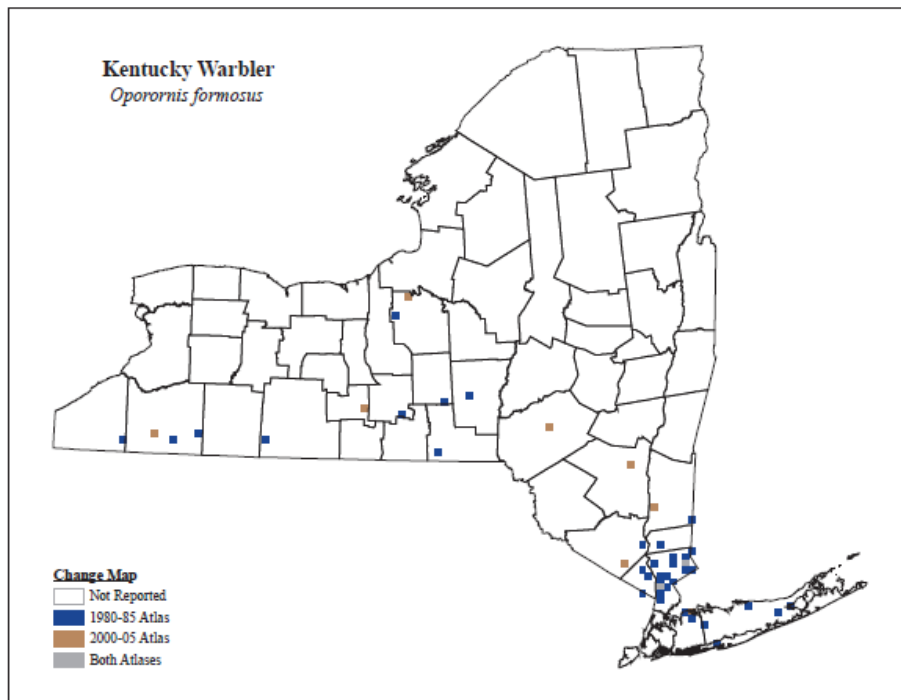 Kentucky Warbler
Oporornis formosus
Change Map
Not Reported
1980-85 Atlas
2000-05 Atlas
Both Atlases